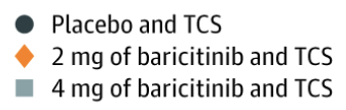 Placebo and TCS
2 mg of baricitinib and TCS
4 mg of baricitinib and TCS